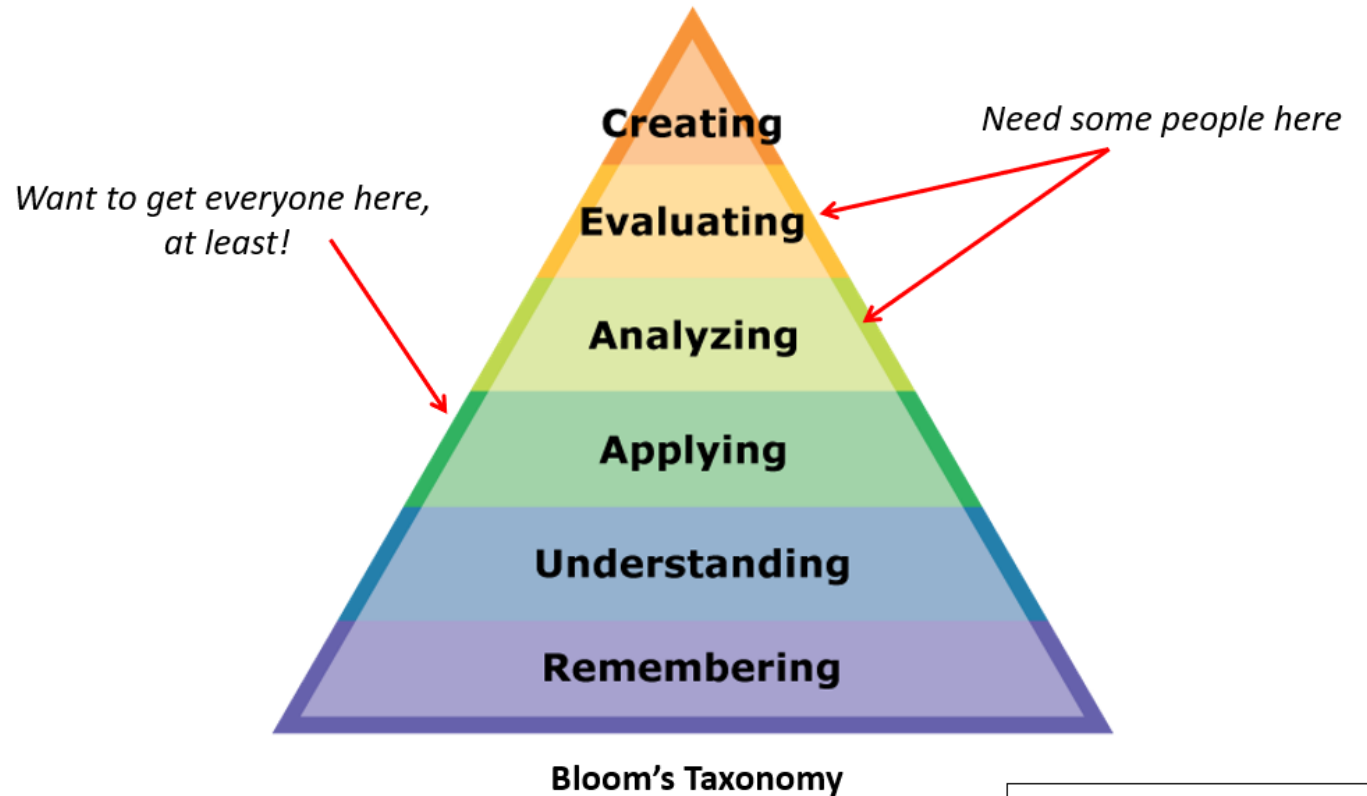 Creating
Need some people here
Want to get everyone here,
at least!
Evaluating
Analyzing
Applying
Understanding
Remembering
Bloom’s Taxonomy